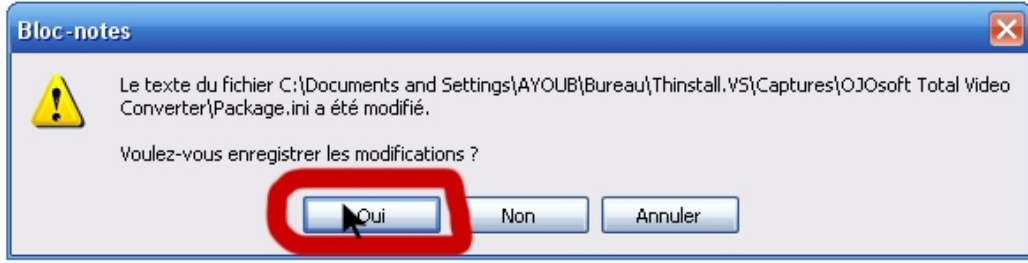 Bloc-notes
Le texte du fichier C:\Documents and Settings\AYOUB\Bureau\Thinstall.VS\Captures\OJOsoft Total Video
Converter\Package.ini a été modifié.
Voulez-vous enregistrer les modifications ?
Oui Non Annuler